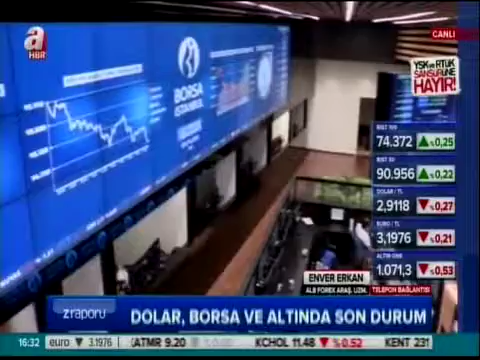 a
HBR
CANLI
YSK ve RTÜK
SANSÜRÜNE
HAYIR!
BORSA
ISTANBUL
BIST 100
74.372 %0,25
BIST 30
90.956 %0,22
DOLAR / TL
2,9118 %0,27
EURO / TL
3,1976 %0,21
ALTIN ONS
1.071,3 %0,53
ENVER ERKAN
ALB FOREX ARAŞ. UZM.
TELEFON BAĞLANTISI
z raporu
DOLAR, BORSA VE ALTINDA SON DURUM
16:32 euro 3.1976 ARTM 9.20 KCHOL 11.48 %0.52 KENT 231